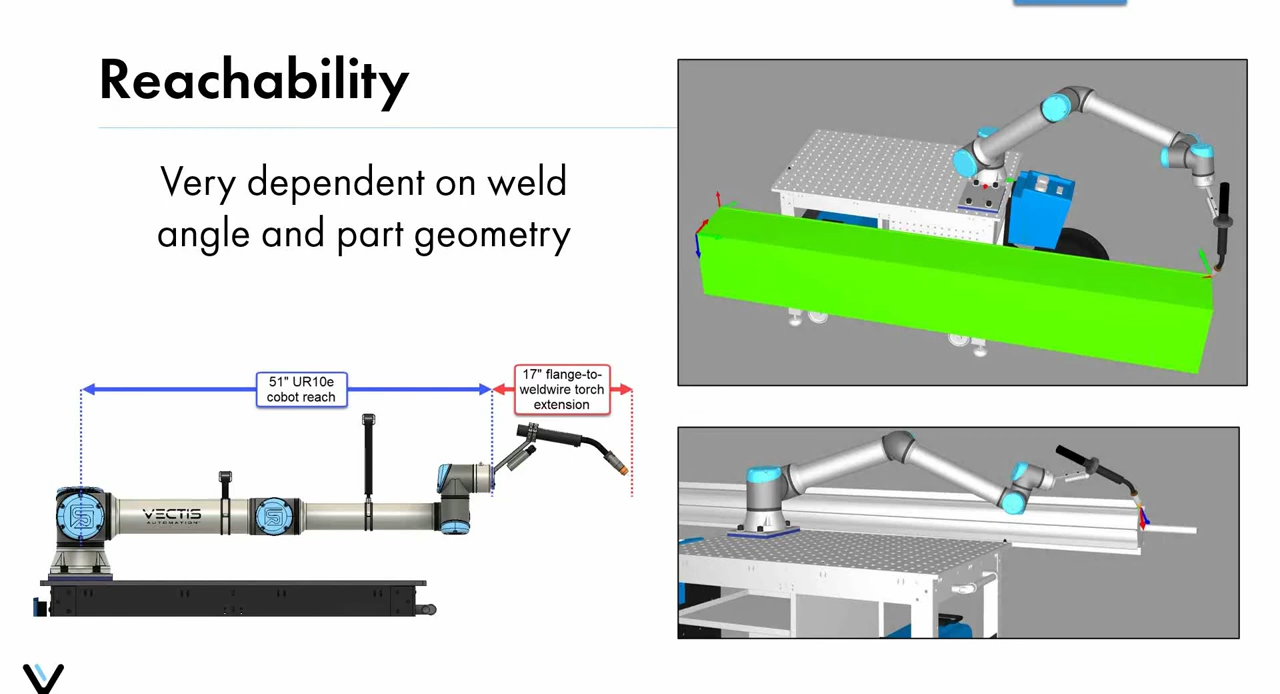 Reachability
Very dependent on weld
angle and part geometry
51" UR10e
cobot reach
17" flange-to-
weldwire torch
extension
VECTIS
AUTOMATION